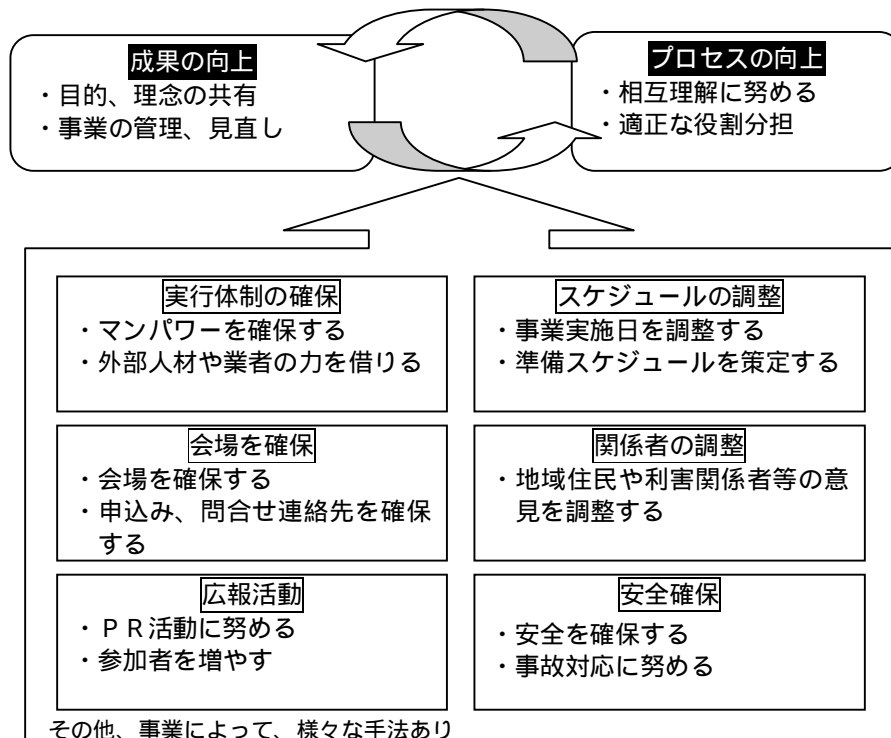 成果の向上
・目的、理念の共有
・事業の管理、見直し
プロセスの向上
・相互理解に努める
・適正な役割分担
実行体制の確保
・マンパワーを確保する
・外部人材や業者の力を借りる
スケジュールの調整
・事業実施日を調整する
・準備スケジュールを策定する
会場を確保
・会場を確保する
・申込み、問合せ連絡先を確保
する
関係者の調整
・地域住民や利害関係者等の意
見を調整する
広報活動
・ＰＲ活動に努める
・参加者を増やす
安全確保
・安全を確保する
・事故対応に努める
その他、事業によって、様々な手法あり